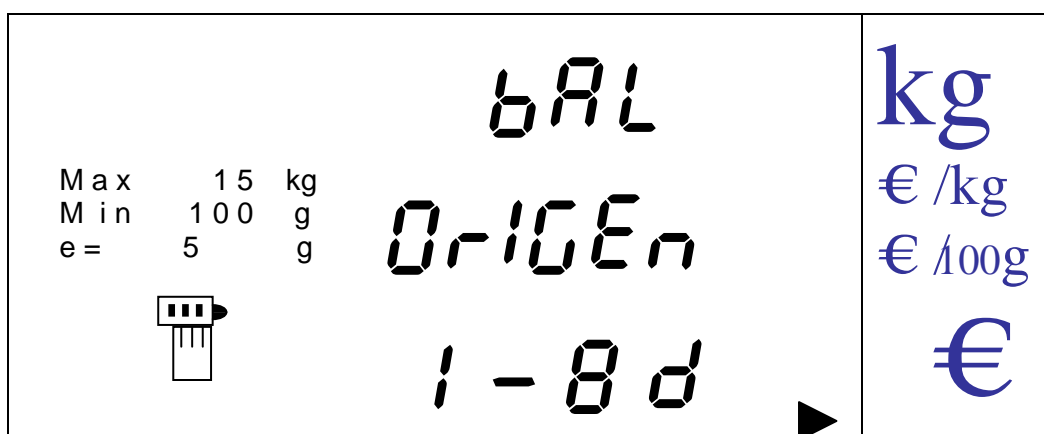 bAL
Max 15 kg
Min 100 g
e= 5 g
OrIGEn
1-8d
kg
€/kg
€/100g
€